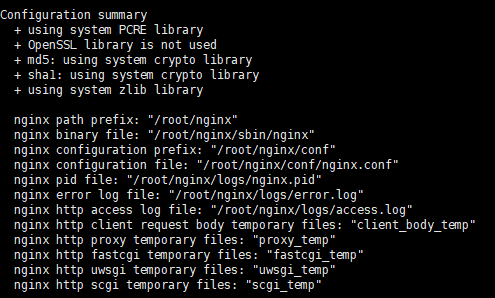 Configuration summary
+ using system PCRE library
+ OpenSSL library is not used
+ md5: using system crypto library
+ sha1: using system crypto library
+ using system zlib library
nginx path prefix: "/root/nginx"
nginx binary file: "/root/nginx/sbin/nginx"
nginx configuration prefix: "/root/nginx/conf"
nginx configuration file: "/root/nginx/conf/nginx.conf"
nginx pid file: "/root/nginx/logs/nginx.pid"
nginx error log file: "/root/nginx/logs/error.log"
nginx http access log file: "/root/nginx/logs/access.log"
nginx http client request body temporary files: "client_body_temp"
nginx http proxy temporary files: "proxy_temp"
nginx http fastcgi temporary files: "fastcgi_temp"
nginx http uwsgi temporary files: "uwsgi_temp"
nginx http scgi temporary files: "scgi_temp"